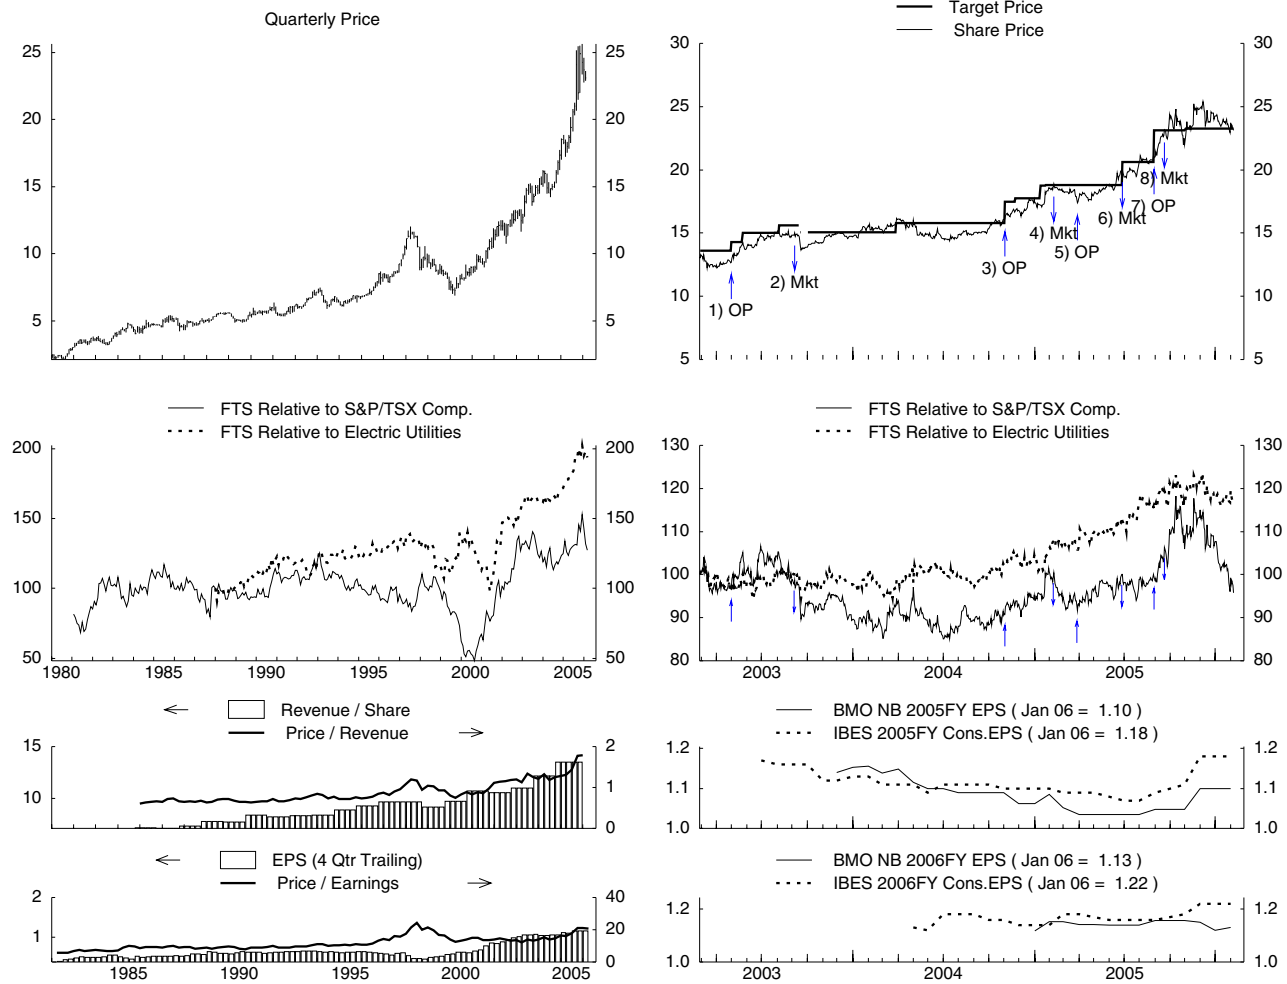 Quarterly Price
25 25
20 20
15 15
10 10
5 5
Target Price
Share Price
30 30
25 25
20 20
15 15
10 10
5 5
1) OP
2) Mkt
3) OP
4) Mkt
5) OP
6) Mkt
7) OP
8) Mkt
FTS Relative to S&P/TSX Comp.
FTS Relative to Electric Utilities
200 200
150 150
100 100
50 50
1980 1985 1990 1995 2000 2005
FTS Relative to S&P/TSX Comp.
FTS Relative to Electric Utilities
130 130
120 120
110 110
100 100
90 90
80 80
2003 2004 2005
Revenue / Share
Price / Revenue
15 2
10 1
0
BMO NB 2005FY EPS ( Jan 06 = 1.10 )
IBES 2005FY Cons.EPS ( Jan 06 = 1.18 )
1.2 1.2
1.1 1.1
1.0 1.0
EPS (4 Qtr Trailing)
Price / Earnings
2 40
1 20
0
1985 1990 1995 2000 2005
BMO NB 2006FY EPS ( Jan 06 = 1.13 )
IBES 2006FY Cons.EPS ( Jan 06 = 1.22 )
1.2 1.2
1.0 1.0
2003 2004 2005